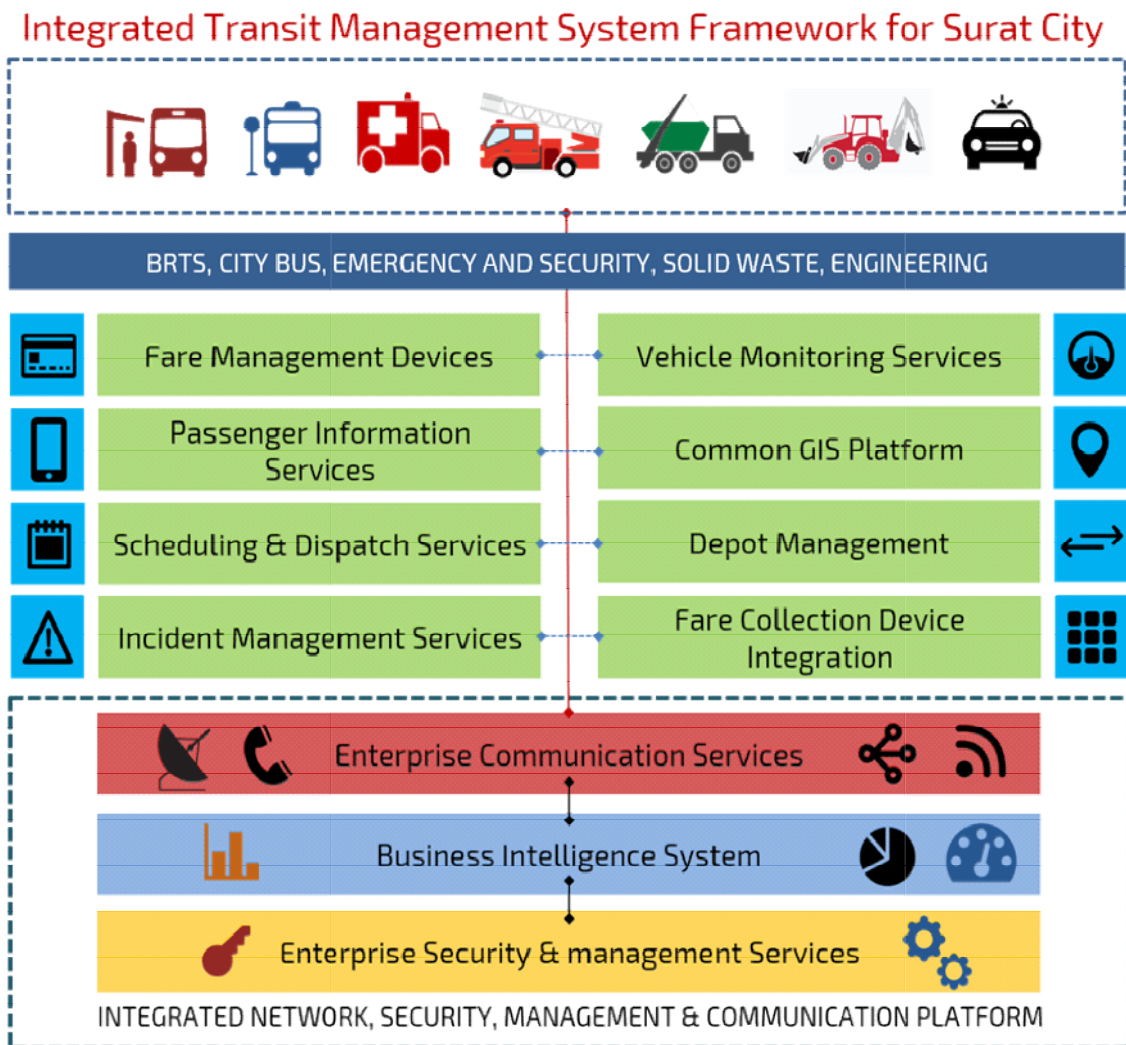 Integrated Transit Management System Framework for Surat City
BRTS, CITY BUS, EMERGENCY AND SECURITY, SOLID WASTE, ENGINEERING
Fare Management Devices
Vehicle Monitoring Services
Passenger Information
Services
Common GIS Platform
Scheduling & Dispatch Services
Depot Management
Incident Management Services
Fare Collection Device
Integration
Enterprise Communication Services
Business Intelligence System
Enterprise Security & management Services
INTEGRATED NETWORK, SECURITY, MANAGEMENT & COMMUNICATION PLATFORM